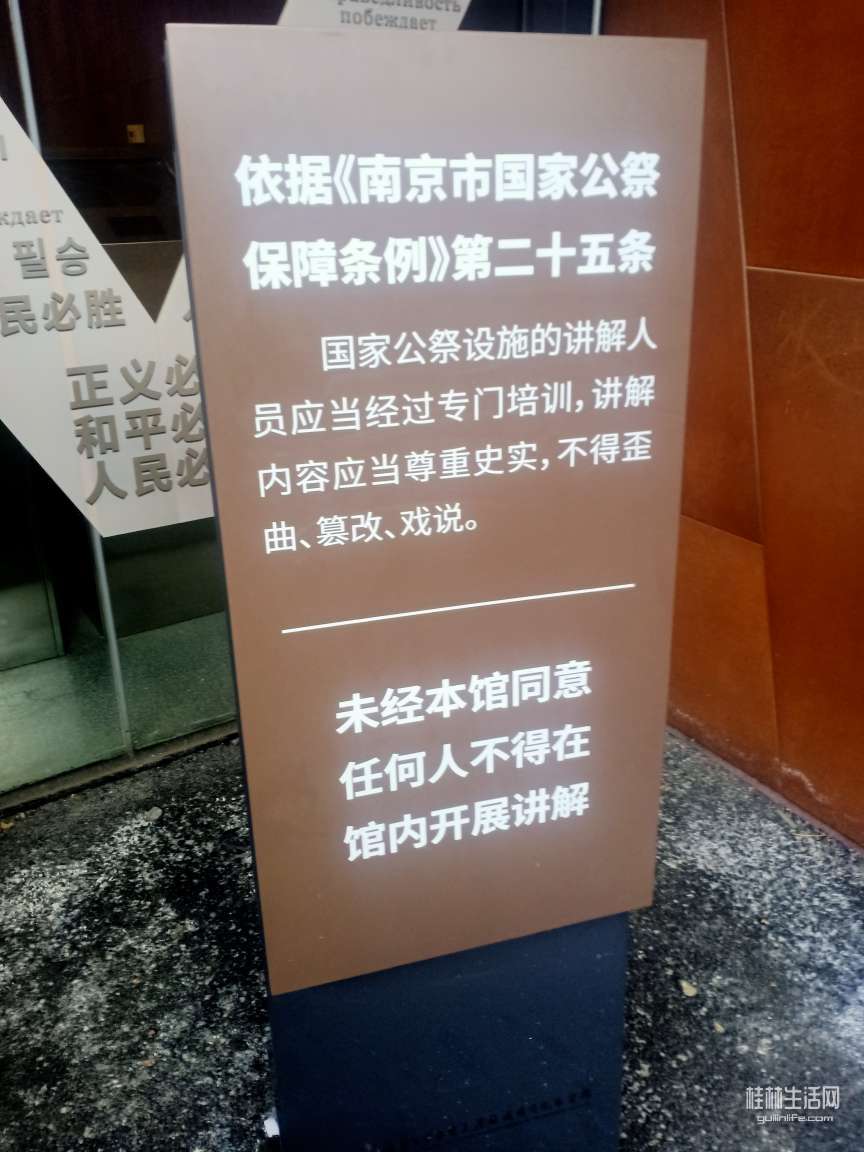 побеждает
依据《南京市国家公祭
保障条例》第二十五条
国家公祭设施的讲解人
员应当经过专门培训，讲解
内容应当尊重史实，不得歪
曲、篡改、戏说。
未经本馆同意
任何人不得在
馆内开展讲解
必胜
民必胜
正义必
和平必
人民必
桂林生活网
guilinlife.com